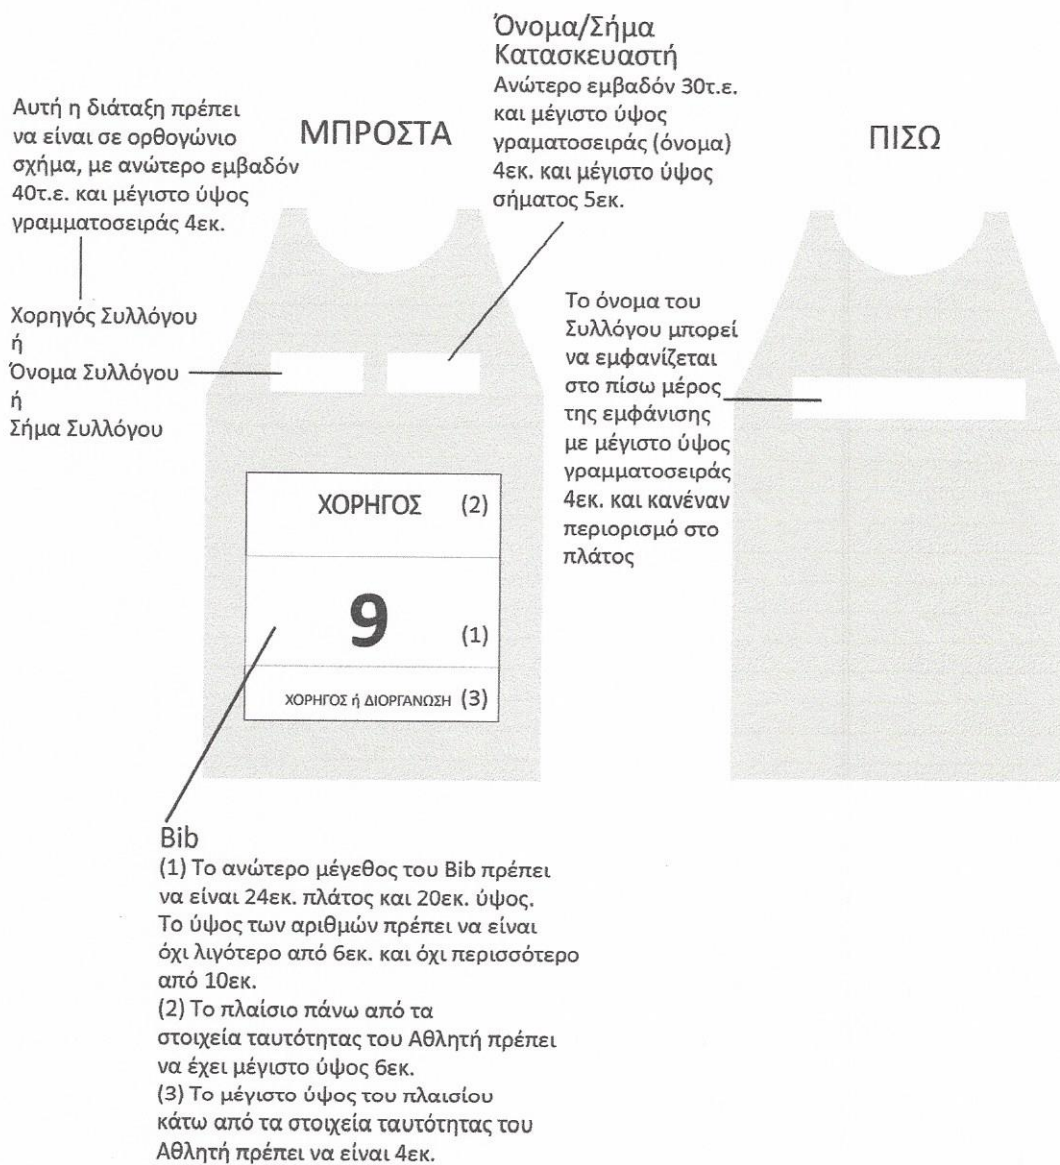 Όνομα/Σήμα
Κατασκευαστή
Ανώτερο εμβαδόν 30τ.ε.
και μέγιστο ύψος
γραματοσειράς (όνομα)
4εκ. και μέγιστο ύψος
σήματος 5εκ.
Αυτή η διάταξη πρέπει
να είναι σε ορθογώνιο
σχήμα, με ανώτερο εμβαδόν
40τ.ε. και μέγιστο ύψος
γραμματοσειράς 4εκ.
ΜΠΡΟΣΤΑ
ΠΙΣΩ
Χορηγός Συλλόγου
ή
Όνομα Συλλόγου
ή
Σήμα Συλλόγου
Το όνομα του
Συλλόγου μπορεί
να εμφανίζεται
στο πίσω μέρος
της εμφάνισης
με μέγιστο ύψος
γραμματοσειράς
4εκ. και κανέναν
περιορισμό στο
πλάτος
ΧΟΡΗΓΟΣ (2)
9 (1)
ΧΟΡΗΓΟΣ ή ΔΙΟΡΓΑΝΩΣΗ (3)
Bib
(1) Το ανώτερο μέγεθος του Bib πρέπει
να είναι 24εκ. πλάτος και 20εκ. ύψος.
Το ύψος των αριθμών πρέπει να είναι
όχι λιγότερο από 6εκ. και όχι περισσότερο
από 10εκ.
(2) Το πλαίσιο πάνω από τα
στοιχεία ταυτότητας του Αθλητή πρέπει
να έχει μέγιστο ύψος 6εκ.
(3) Το μέγιστο ύψος του πλαισίου
κάτω από τα στοιχεία ταυτότητας του
Αθλητή πρέπει να είναι 4εκ.